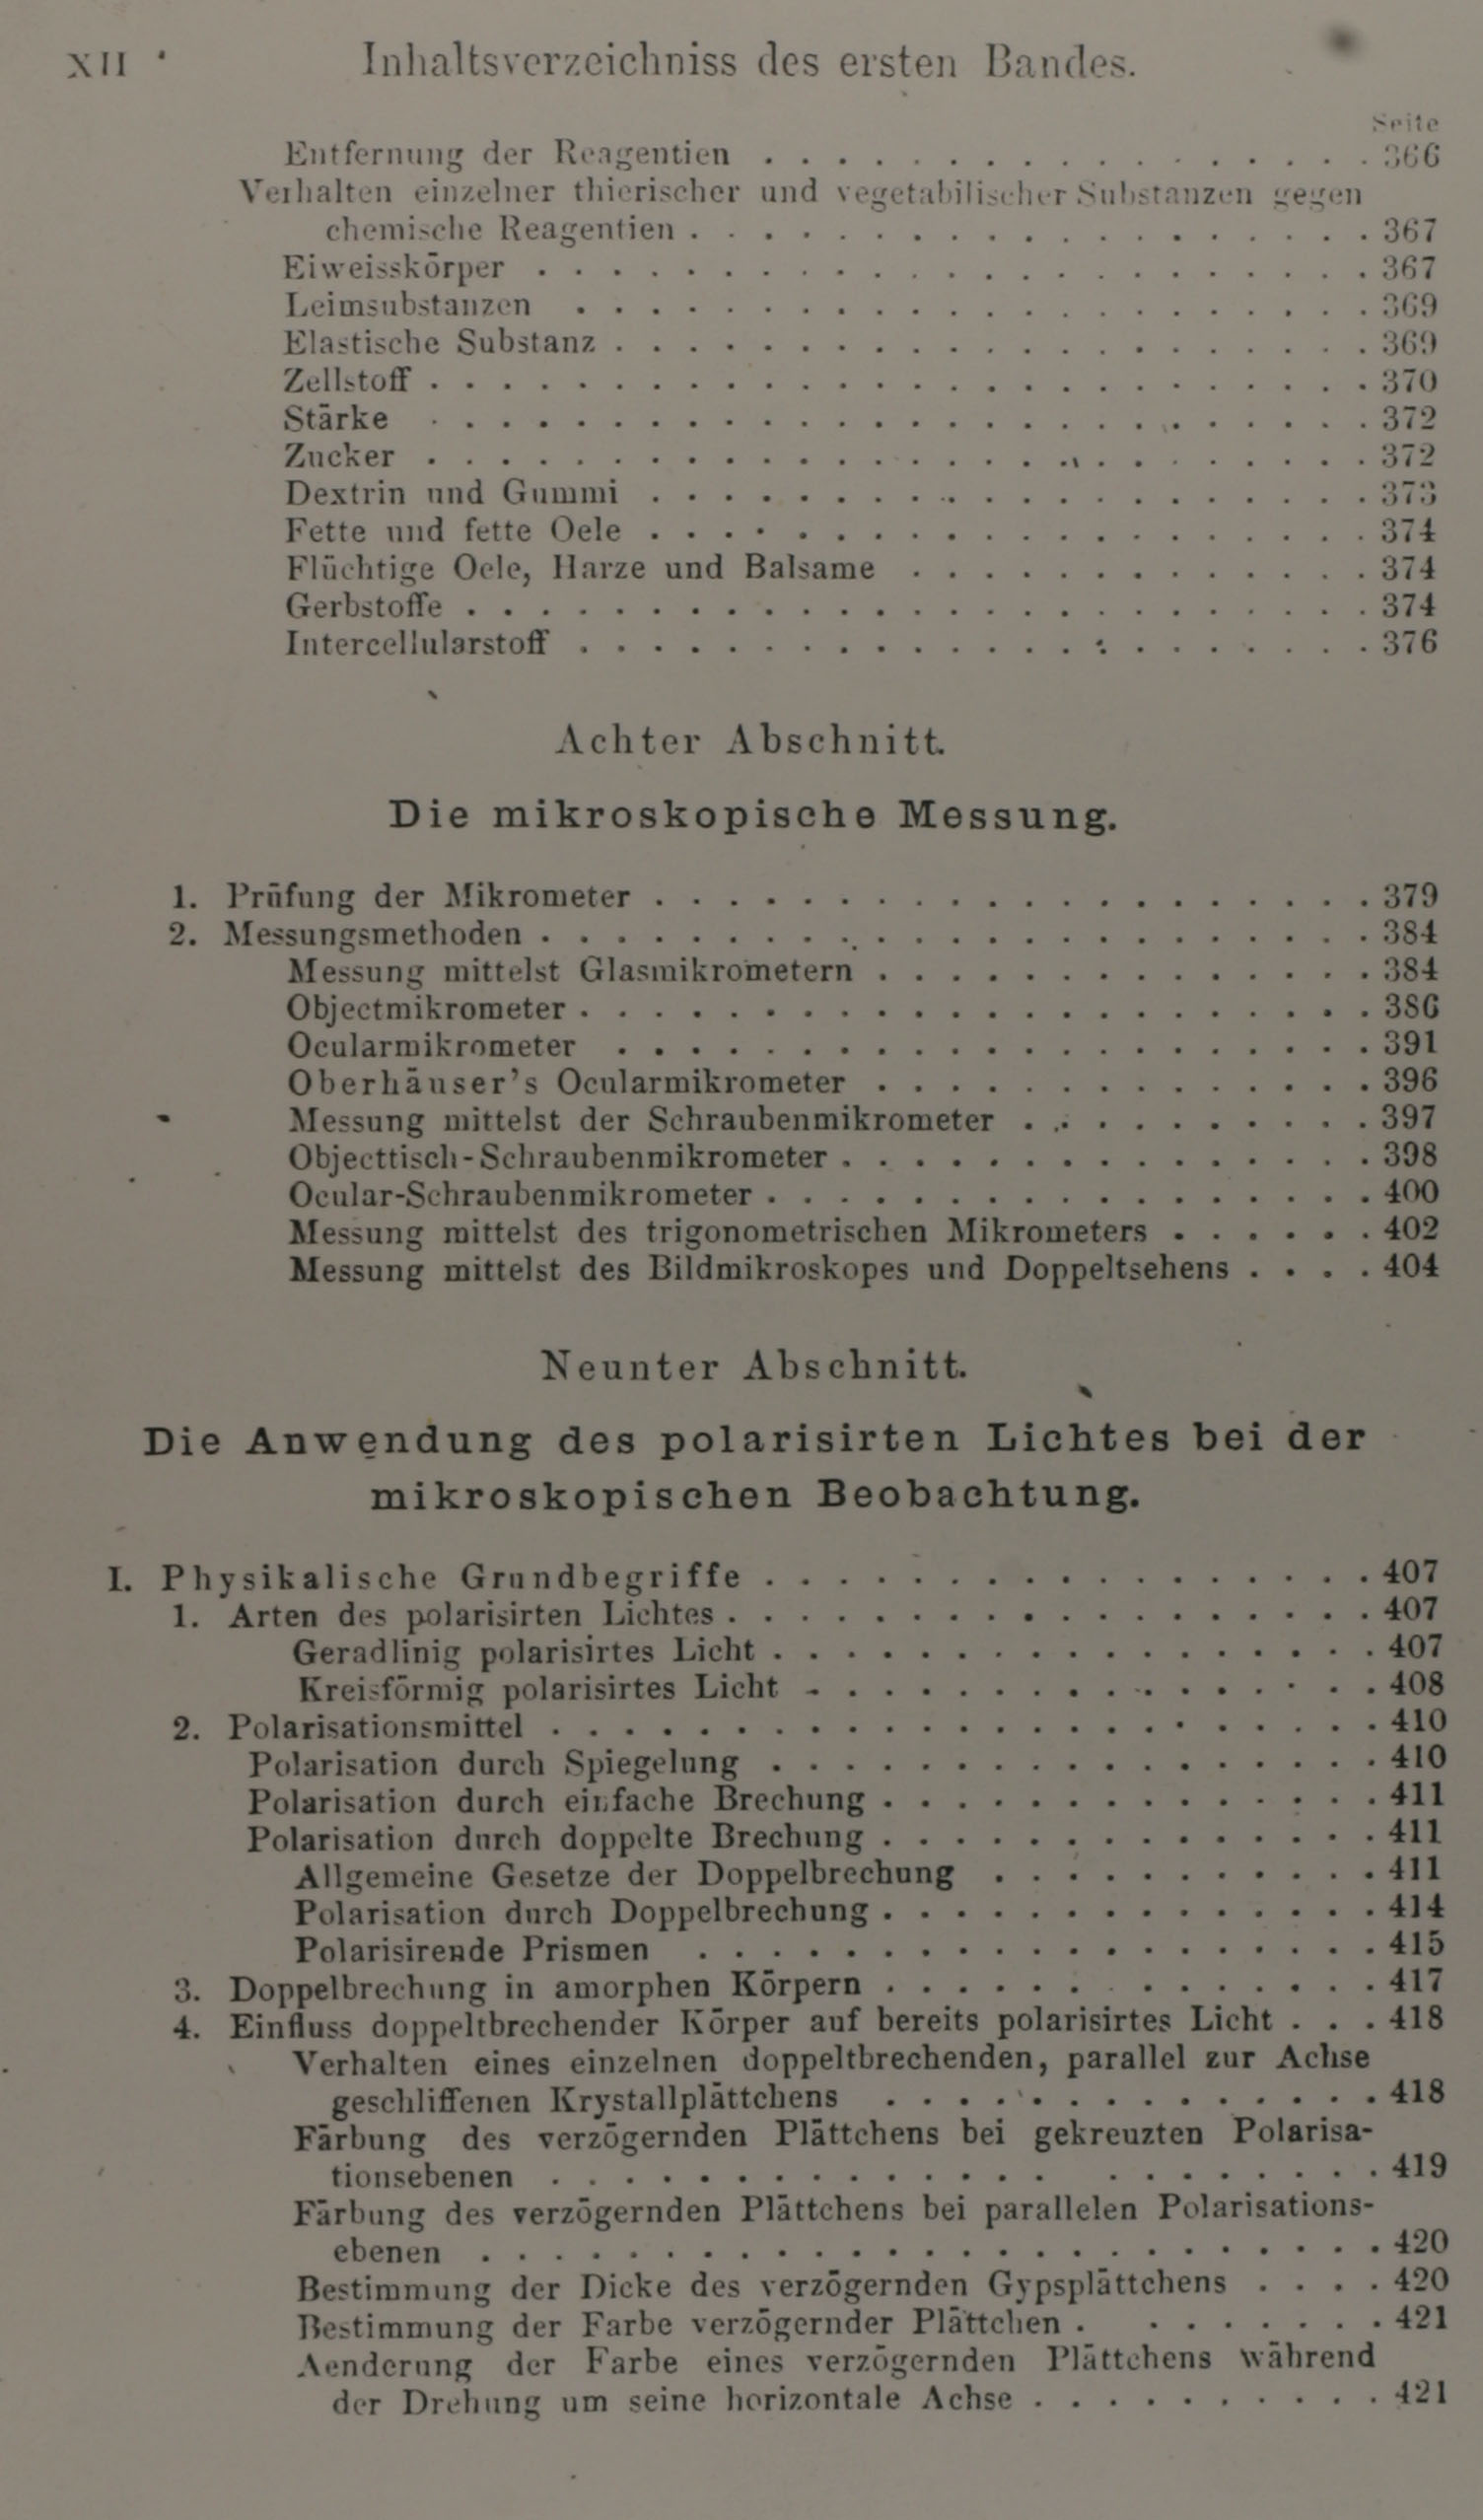 XII Inhaltsverzeichniss des ersten Bandes.
Seite
Entfernung der Reagentien . . . . . . . . . . . . . . . . . 366
Verhalten einzelner thierischer und vegetabilischer Substanzen gegen
chemische Reagentien . . . . . . . . . . . . . . . . . . . 367
Eiweisskörper . . . . . . . . . . . . . . . . . . . . . . . 367
Leimsubstanzen . . . . . . . . . . . . . . . . . . . . . . 369
Elastische Substanz . . . . . . . . . . . . . . . . . . . . . 369
Zellstoff . . . . . . . . . . . . . . . . . . . . . . . . . . 370
Stärke . . . . . . . . . . . . . . . . . . . . . . . . . . 372
Zucker . . . . . . . . . . . . . . . . . . . . . . . . . . 372
Dextrin und Gummi . . . . . . . . . . . . . . . . . . . . 373
Fette und fette Oele . . . . . . . . . . . . . . . . . . . . 374
Flüchtige Oele, Harze und Balsame . . . . . . . . . . . . . 374
Gerbstoffe . . . . . . . . . . . . . . . . . . . . . . . . . 374
Intercellularstoff . . . . . . . . . . . . . . . . . . . . . . 376
Achter Abschnitt.
Die mikroskopische Messung.
1. Prüfung der Mikrometer . . . . . . . . . . . . . . . . . . . . 379
2. Messungsmethoden . . . . . . . . . . . . . . . . . . . . . . . 384
Messung mittelst Glasmikrometern . . . . . . . . . . . . . . 384
Objectmikrometer . . . . . . . . . . . . . . . . . . . . . . 386
Ocularmikrometer . . . . . . . . . . . . . . . . . . . . . 391
Oberhäuser's Ocularmikrometer . . . . . . . . . . . . . . 396
Messung mittelst der Schraubenmikrometer . . . . . . . . . . 397
Objecttisch-Schraubenmikrometer . . . . . . . . . . . . . . . 398
Ocular-Schraubenmikrometer . . . . . . . . . . . . . . . . . 400
Messung mittelst des trigonometrischen Mikrometers . . . . . . 402
Messung mittelst des Bildmikroskopes und Doppeltsehens . . . . 404
Neunter Abschnitt.
Die Anwendung des polarisirten Lichtes bei der
mikroskopischen Beobachtung.
I. Physikalische Grundbegriffe . . . . . . . . . . . . . . . . . 407
1. Arten des polarisirten Lichtes . . . . . . . . . . . . . . . . . . 407
Geradlinig polarisirtes Licht . . . . . . . . . . . . . . . . . 407
Kreisförmig polarisirtes Licht . . . . . . . . . . . . . . . . 408
2. Polarisationsmittel . . . . . . . . . . . . . . . . . . . . . . . 410
Polarisation durch Spiegelung . . . . . . . . . . . . . . . . . 410
Polarisation durch einfache Brechung . . . . . . . . . . . . . . 411
Polarisation durch doppelte Brechung . . . . . . . . . . . . . . 411
Allgemeine Gesetze der Doppelbrechung . . . . . . . . . . . 411
Polarisation durch Doppelbrechung . . . . . . . . . . . . . . 414
Polarisirende Prismen . . . . . . . . . . . . . . . . . . . 415
3. Doppelbrechung in amorphen Körpern . . . . . . . . . . . . . . 417
4. Einfluss doppeltbrechender Körper auf bereits polarisirtes Licht . . . 418
Verhalten eines einzelnen doppeltbrechenden, parallel zur Achse
geschliffenen Krystallplättchens . . . . . . . . . . . . . . 418
Färbung des verzögernden Plättchens bei gekreuzten Polarisa-
tionsebenen . . . . . . . . . . . . . . . . . . . . . . 419
Färbung des verzögernden Plättchens bei parallelen Polarisations-
ebenen . . . . . . . . . . . . . . . . . . . . . . . . . 420
Bestimmung der Dicke des verzögernden Gypsplättchens . . . . 420
Bestimmung der Farbe verzögernder Plättchen . . . . . . . . 421
Aenderung der Farbe eines verzögernden Plättchens während
der Drehung um seine horizontale Achse . . . . . . . . . . 421